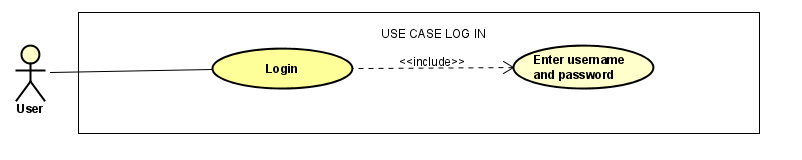 USE CASE LOG IN
User
Login
<<include>>
Enter username
and password